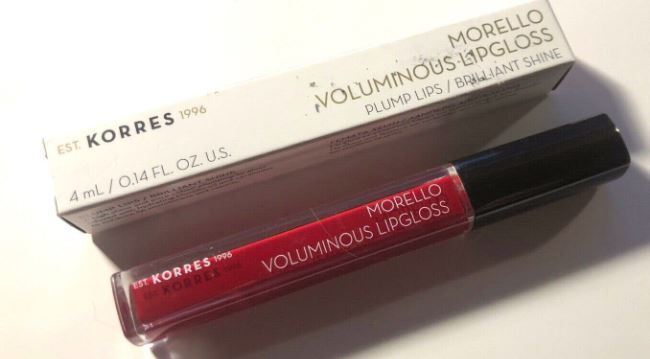 MORELLO
VOLUMINOUS LIPGLOSS
PLUMP LIPS / BRILLIANT SHINE
EST. KORRES 1996
4 mL / 0.14 FL. OZ. U.S.
MORELLO
VOLUMINOUS LIPGLOSS
EST. KORRES 1996